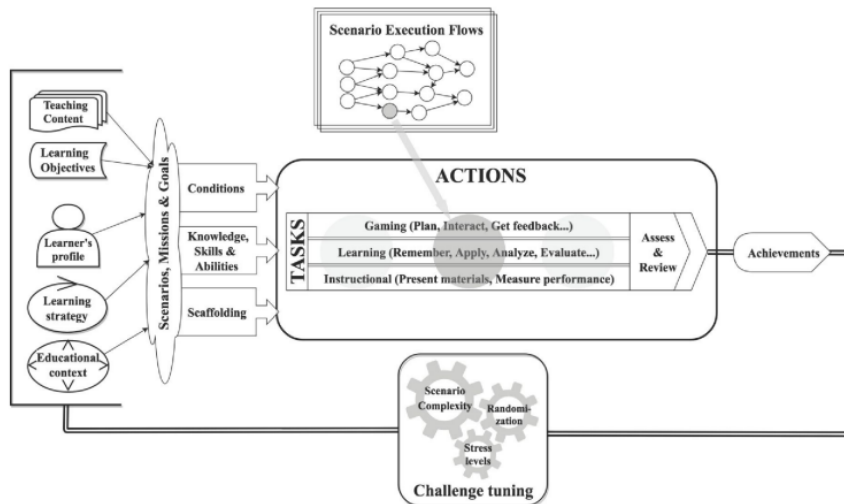 Scenario Execution Flows
Teaching
Content
Learning
Objectives
Learner's
profile
Learning
strategy
Educational
context
Scenarios, Missions & Goals
Conditions
Knowledge,
Skills &
Abilities
Scaffolding
ACTIONS
TASKS
Gaming (Plan, Interact, Get feedback...)
Learning (Remember, Apply, Analyze, Evaluate...)
Instructional (Present materials, Measure performance)
Assess
&
Review
Achievements
Scenario
Complexity
Randomi-
zation
Stress
levels
Challenge tuning